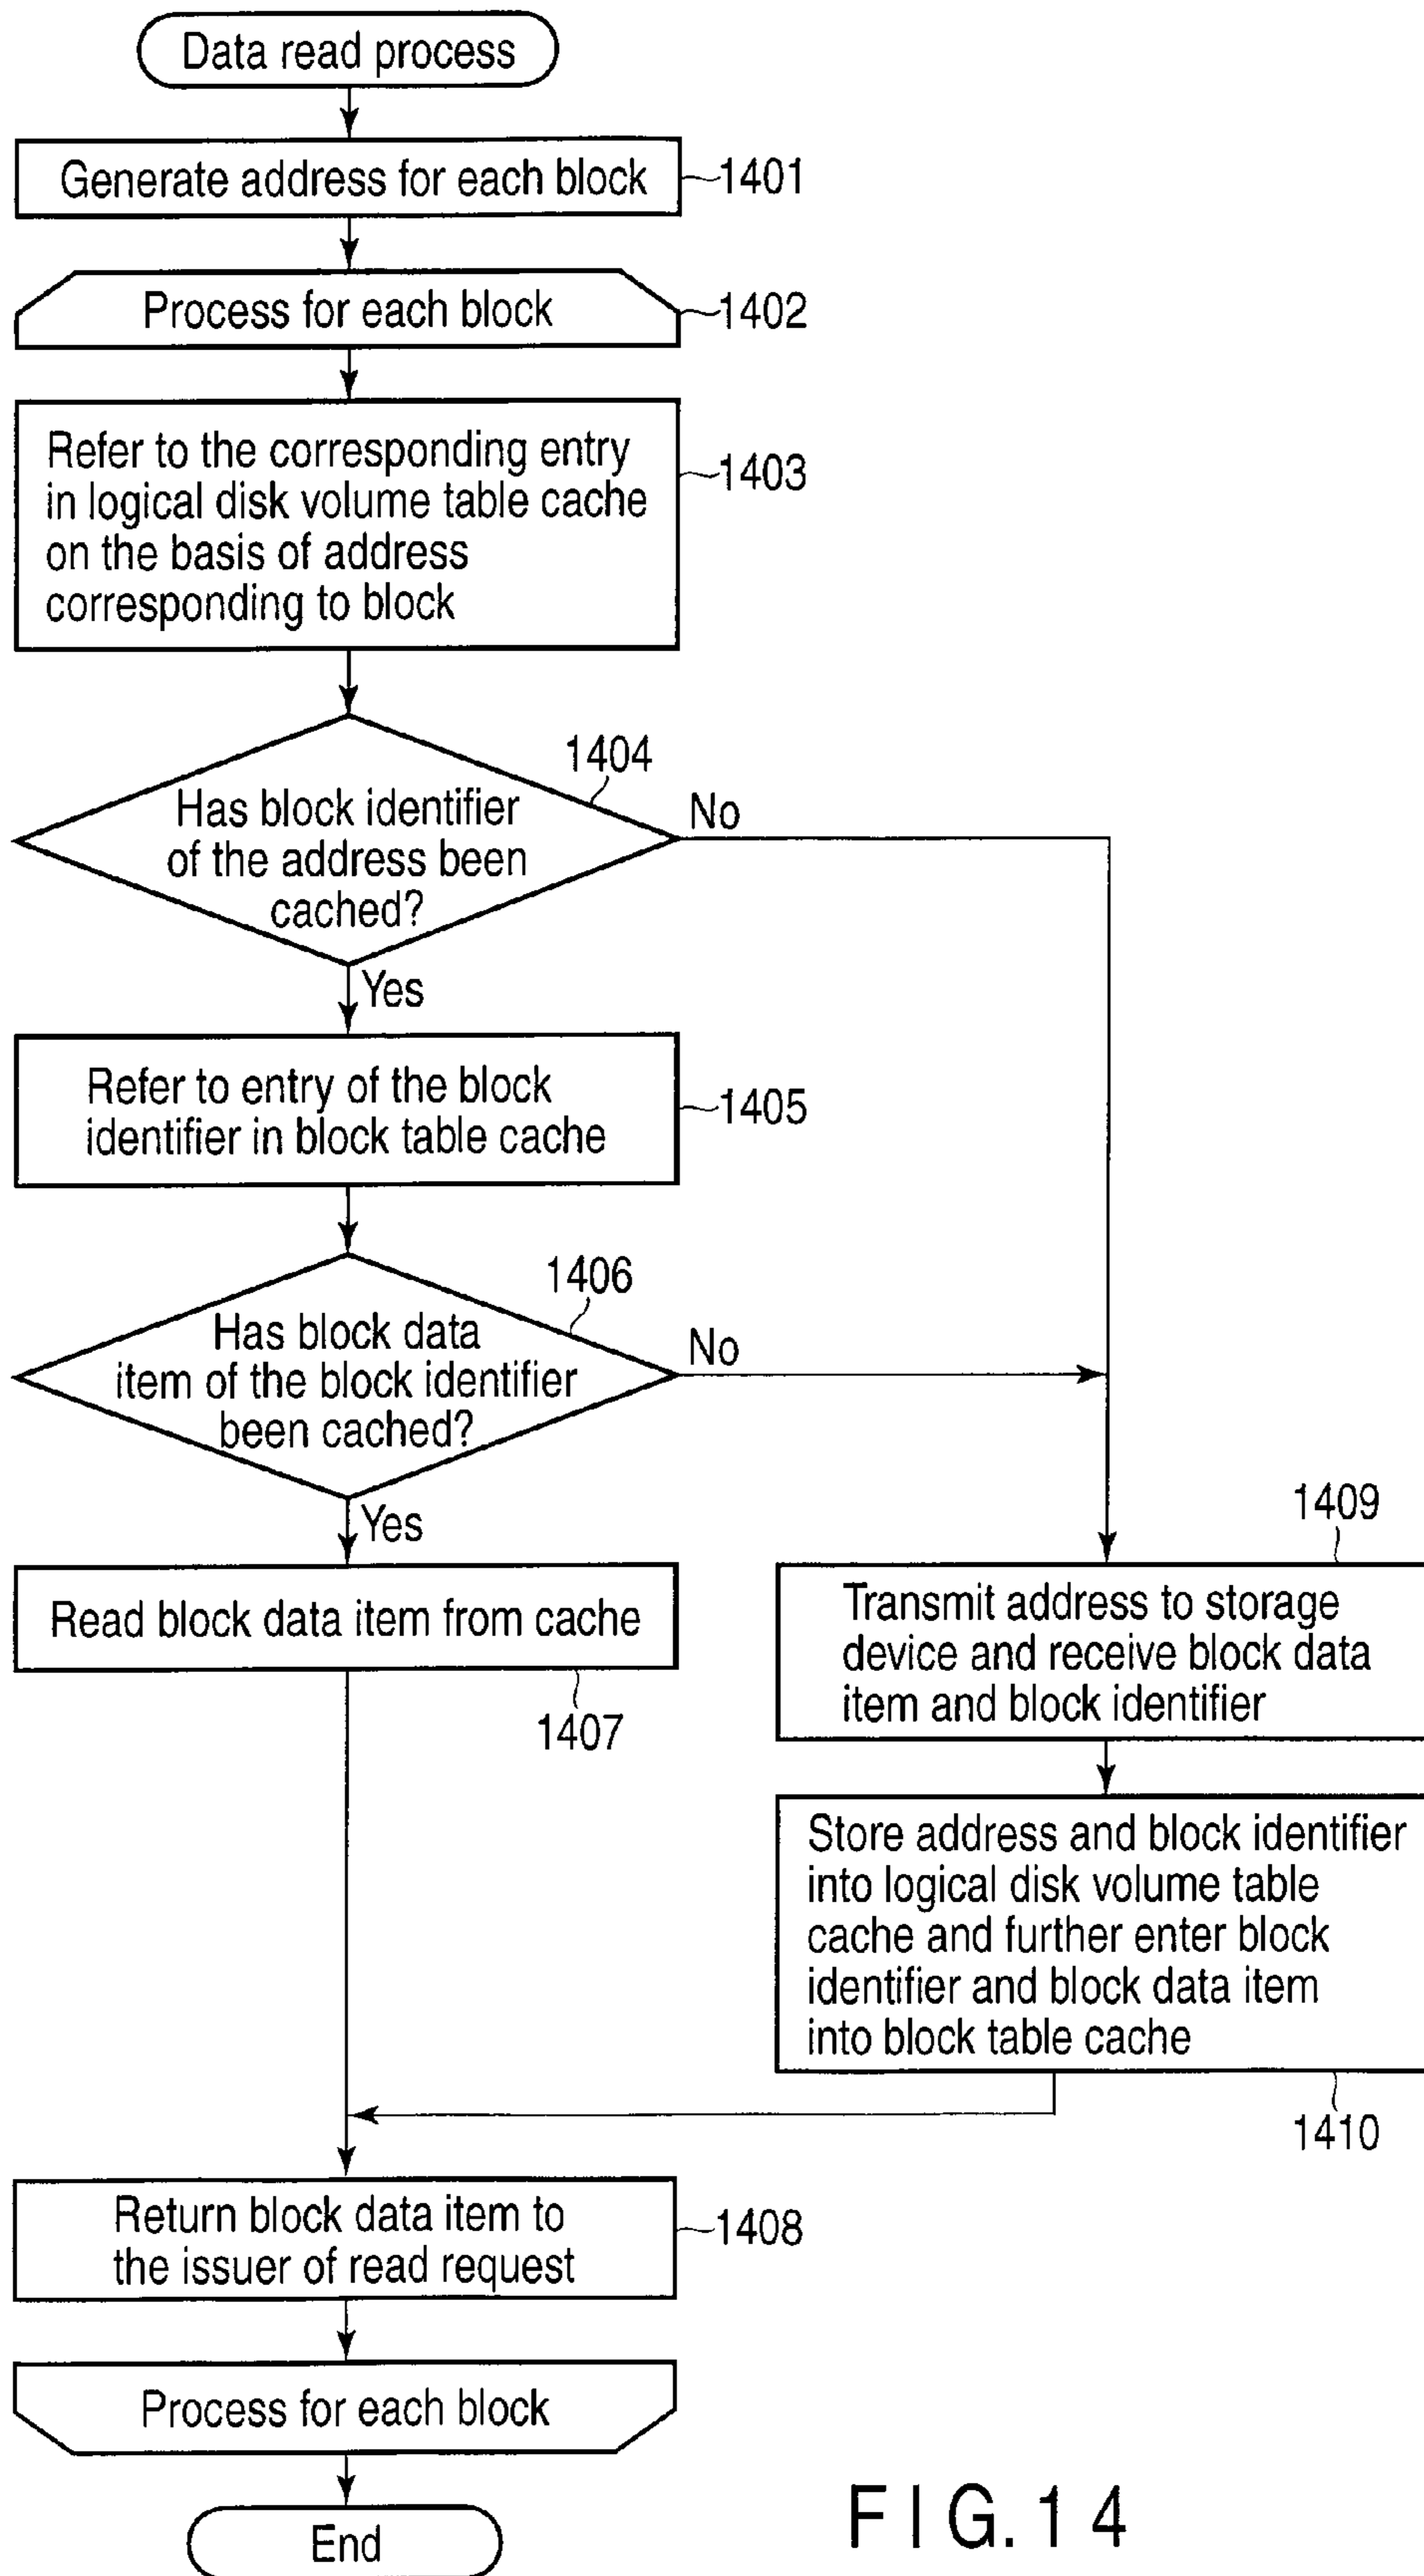 Data read process
Generate address for each block
1401
Process for each block
1402
Refer to the corresponding entry
in logical disk volume table cache
on the basis of address
corresponding to block
1403
1404
Has block identifier
of the address been
cached?
No
Yes
Refer to entry of the block
identifier in block table cache
1405
1406
Has block data
item of the block identifier
been cached?
No
Yes
Read block data item from cache
1407
1409
Transmit address to storage
device and receive block data
item and block identifier
Store address and block identifier
into logical disk volume table
cache and further enter block
identifier and block data item
into block table cache
1410
Return block data item to
the issuer of read request
1408
Process for each block
End
FIG.14